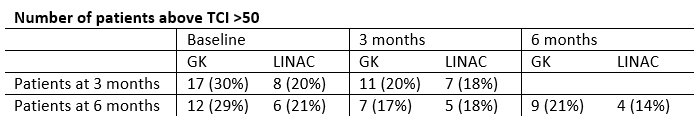 Number of patients above TCI >50
Baseline 3 months 6 months
GK LINAC GK LINAC GK LINAC
Patients at 3 months 17 (30%) 8 (20%) 11 (20%) 7 (18%)
Patients at 6 months 12 (29%) 6 (21%) 7 (17%) 5 (18%) 9 (21%) 4 (14%)